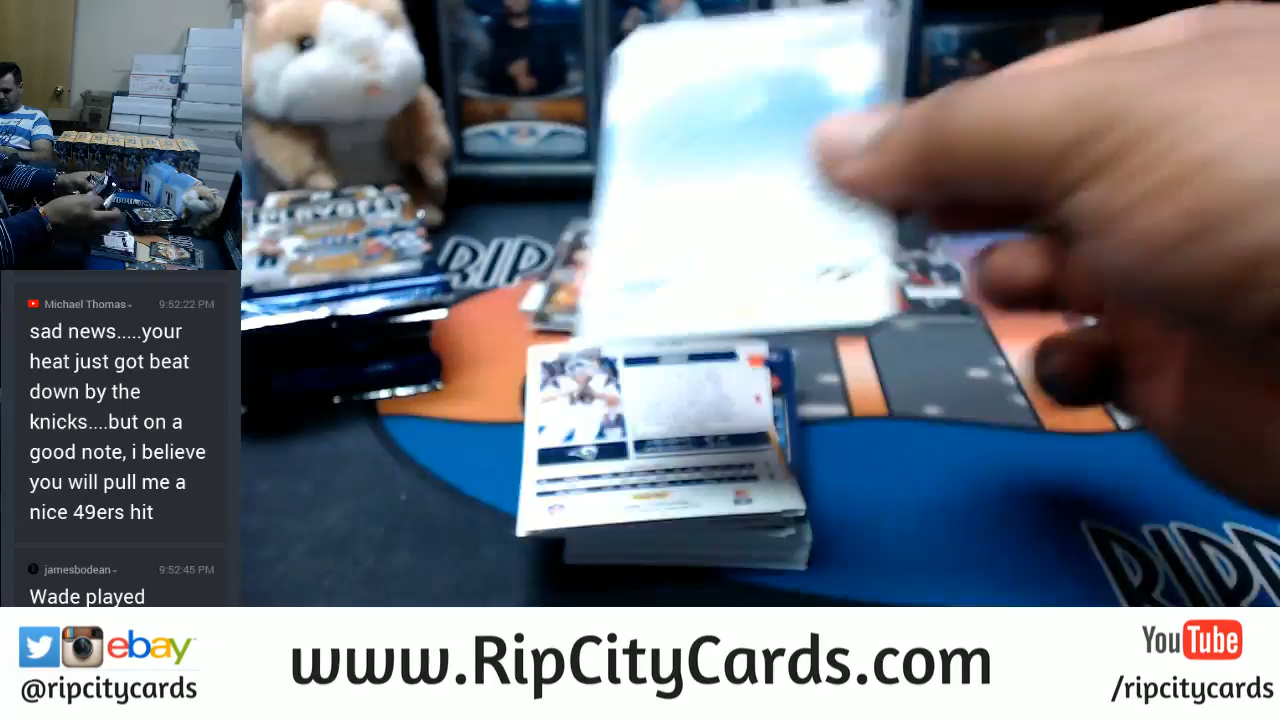 Michael Thomas
9:52:22 PM
sad news.....your
heat just got beat
down by the
knicks....but on a
good note, i believe
you will pull me a
nice 49ers hit
jamesbodean
9:52:45 PM
Wade played
RIP
RIP
ebay
@ripcitycards
www.RipCityCards.com
YouTube
/ripcitycards